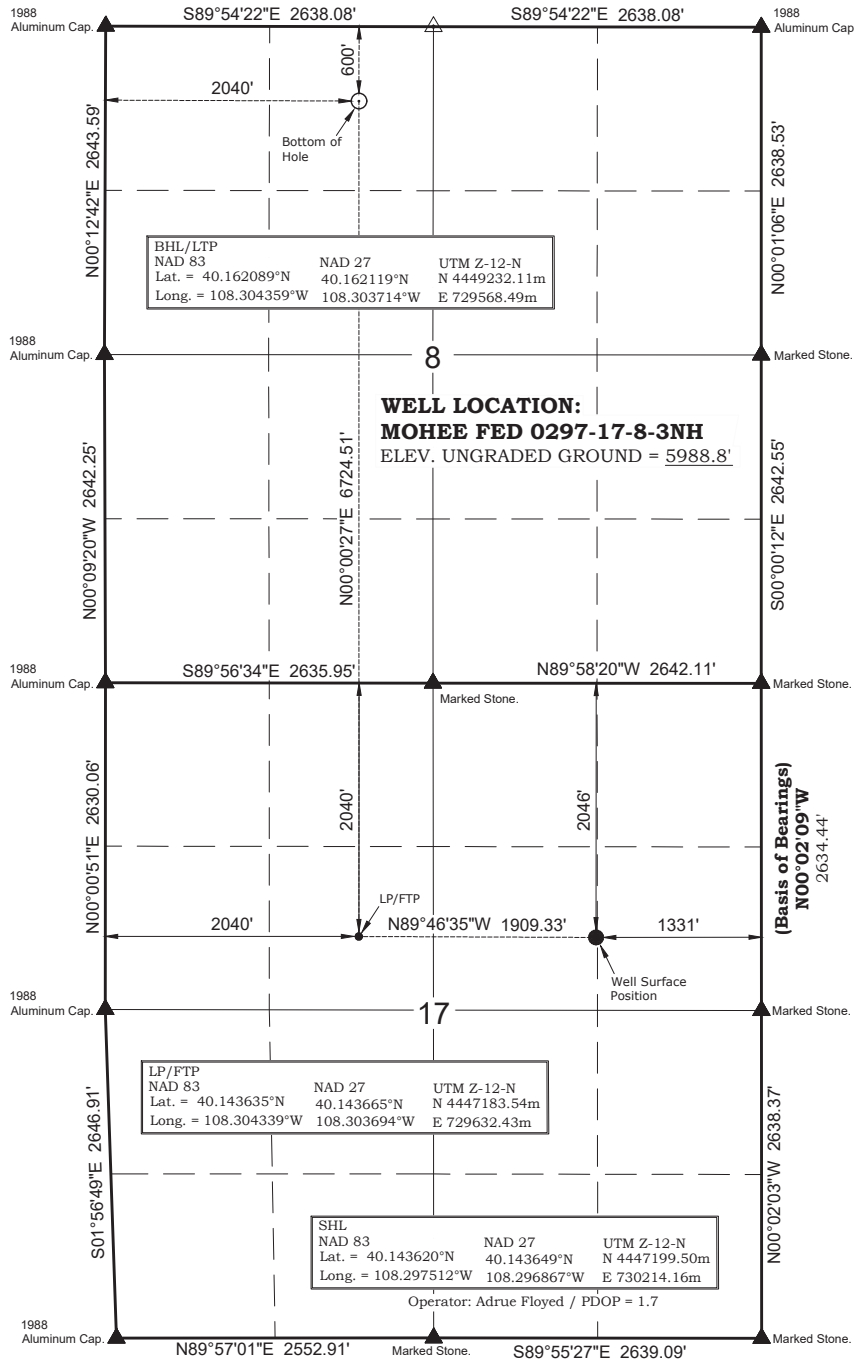 1988
Aluminum Cap.
S89°54'22"E 2638.08'
S89°54'22"E 2638.08'
1988
Aluminum Cap
600'
2040'
Bottom of
Hole
N00°12'42"E 2643.59'
N00°01'06"E 2638.53'
BHL/LTP
NAD 83 NAD 27 UTM Z-12-N
Lat. = 40.162089°N 40.162119°N N 4449232.11m
Long. = 108.304359°W 108.303714°W E 729568.49m
1988
Aluminum Cap.
8
Marked Stone.
WELL LOCATION:
MOHEE FED 0297-17-8-3NH
ELEV. UNGRADED GROUND = 5988.8'
N00°09'20"W 2642.25'
N00°00'27"E 6724.51'
S00°00'12"E 2642.55'
1988
Aluminum Cap.
S89°56'34"E 2635.95'
N89°58'20"W 2642.11'
Marked Stone.
Marked Stone.
N00°00'51"E 2630.06'
2040'
2046'
(Basis of Bearings)
N00°02'09"W
2634.44'
LP/FTP
2040'
N89°46'35"W 1909.33'
1331'
Well Surface
Position
1988
Aluminum Cap.
17
Marked Stone.
LP/FTP
NAD 83 NAD 27 UTM Z-12-N
Lat. = 40.143635°N 40.143665°N N 4447183.54m
Long. = 108.304339°W 108.303694°W E 729632.43m
S01°56'49"E 2646.91'
N00°02'03"W 2638.37'
SHL
NAD 83 NAD 27 UTM Z-12-N
Lat. = 40.143620°N 40.143649°N N 4447199.50m
Long. = 108.297512°W 108.296867°W E 730214.16m
Operator: Adrue Floyed / PDOP = 1.7
1988
Aluminum Cap.
N89°57'01"E 2552.91'
Marked Stone.
S89°55'27"E 2639.09'
Marked Stone.